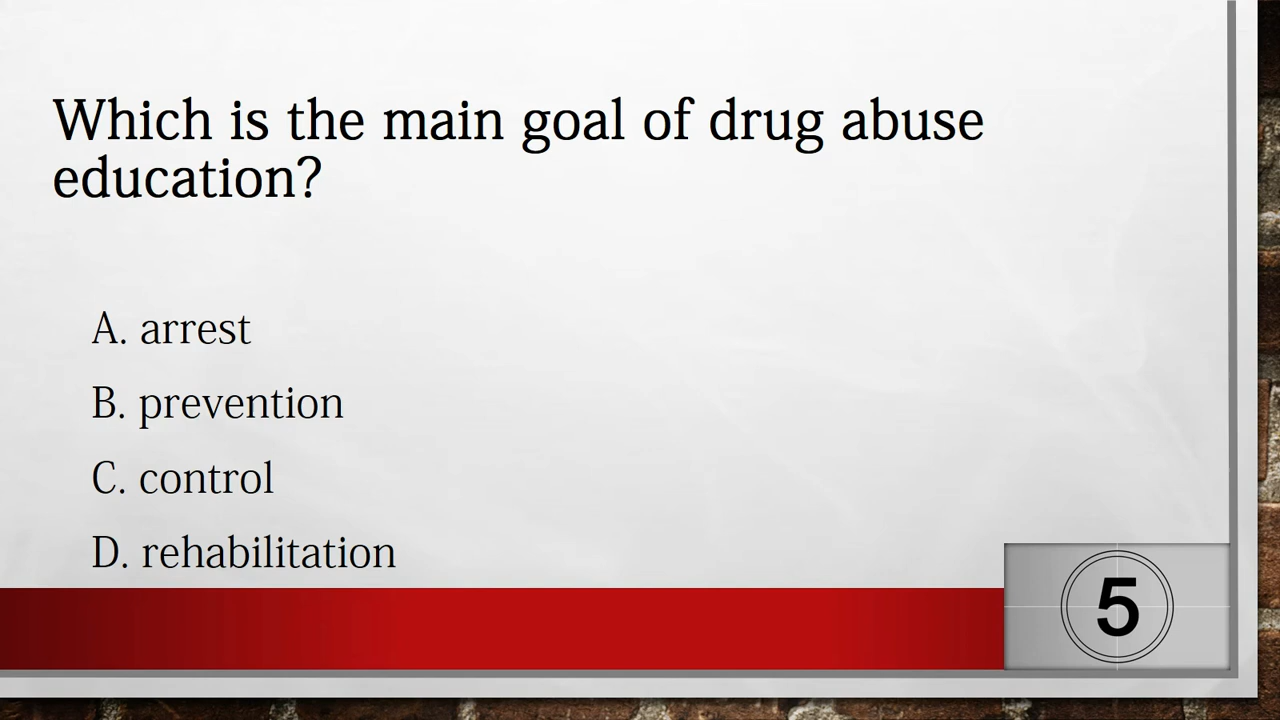 Which is the main goal of drug abuse
education?
A. arrest
B. prevention
C. control
D. rehabilitation
5